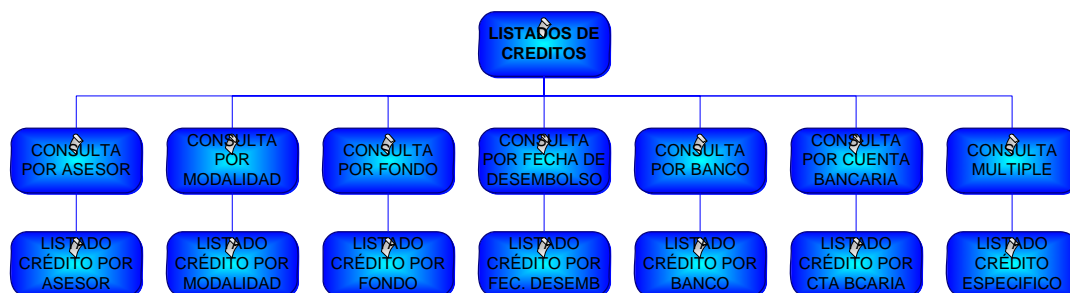 LISTADOS DE
CREDITOS
CONSULTA
POR ASESOR
CONSULTA
POR
MODALIDAD
CONSULTA
POR FONDO
CONSULTA
POR FECHA DE
DESEMBOLSO
CONSULTA
POR BANCO
CONSULTA
POR CUENTA
BANCARIA
CONSULTA
MULTIPLE
LISTADO
CRÉDITO POR
ASESOR
LISTADO
CRÉDITO POR
MODALIDAD
LISTADO
CRÉDITO POR
FONDO
LISTADO
CRÉDITO POR
FEC. DESEMB
LISTADO
CRÉDITO POR
BANCO
LISTADO
CRÉDITO POR
CTA BCARIA
LISTADO
CRÉDITO
ESPECIFICO